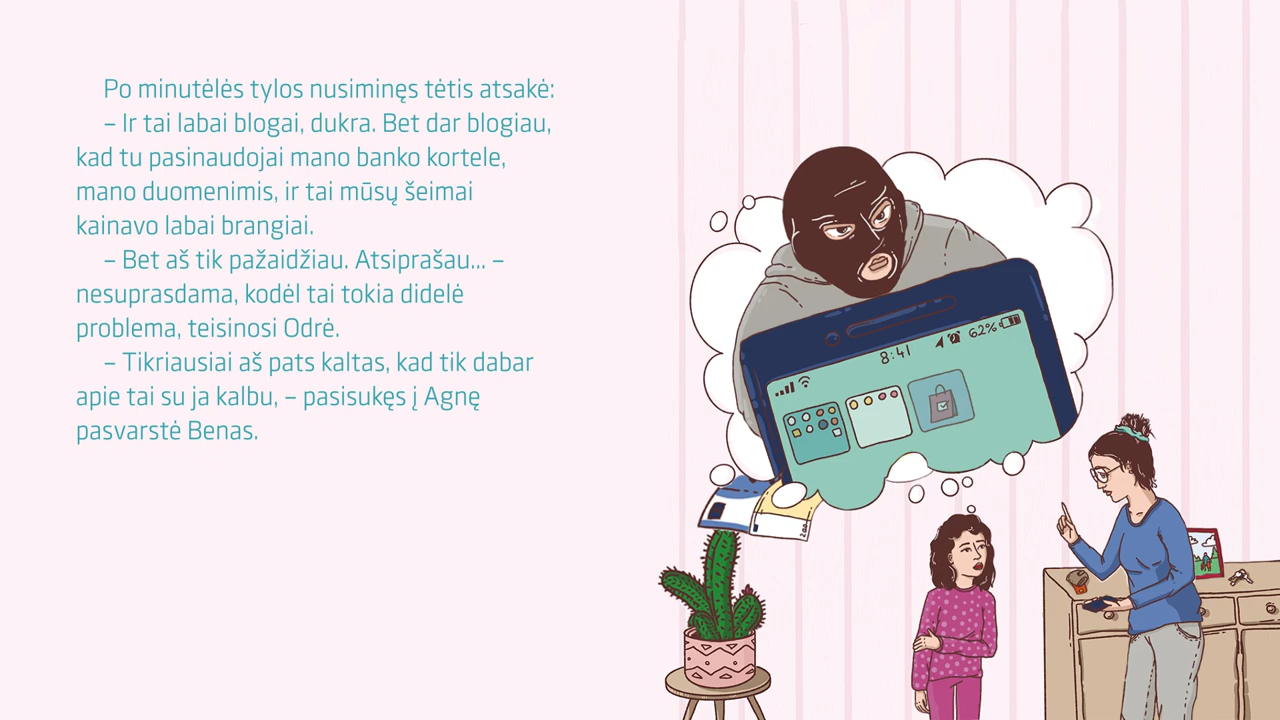 Po minutėlės tylos nusiminęs tėtis atsakė:
– Ir tai labai blogai, dukra. Bet dar blogiau,
kad tu pasinaudojai mano banko kortele,
mano duomenimis, ir tai mūsų šeimai
kainavo labai brangiai.
– Bet aš tik pažaidžiau. Atsiprašau... –
nesuprasdama, kodėl tai tokia didelė
problema, teisinosi Odrė.
– Tikriausiai aš pats kaltas, kad tik dabar
apie tai su ja kalbu, – pasisukęs į Agnę
pasvarstė Benas.
8:41
62%